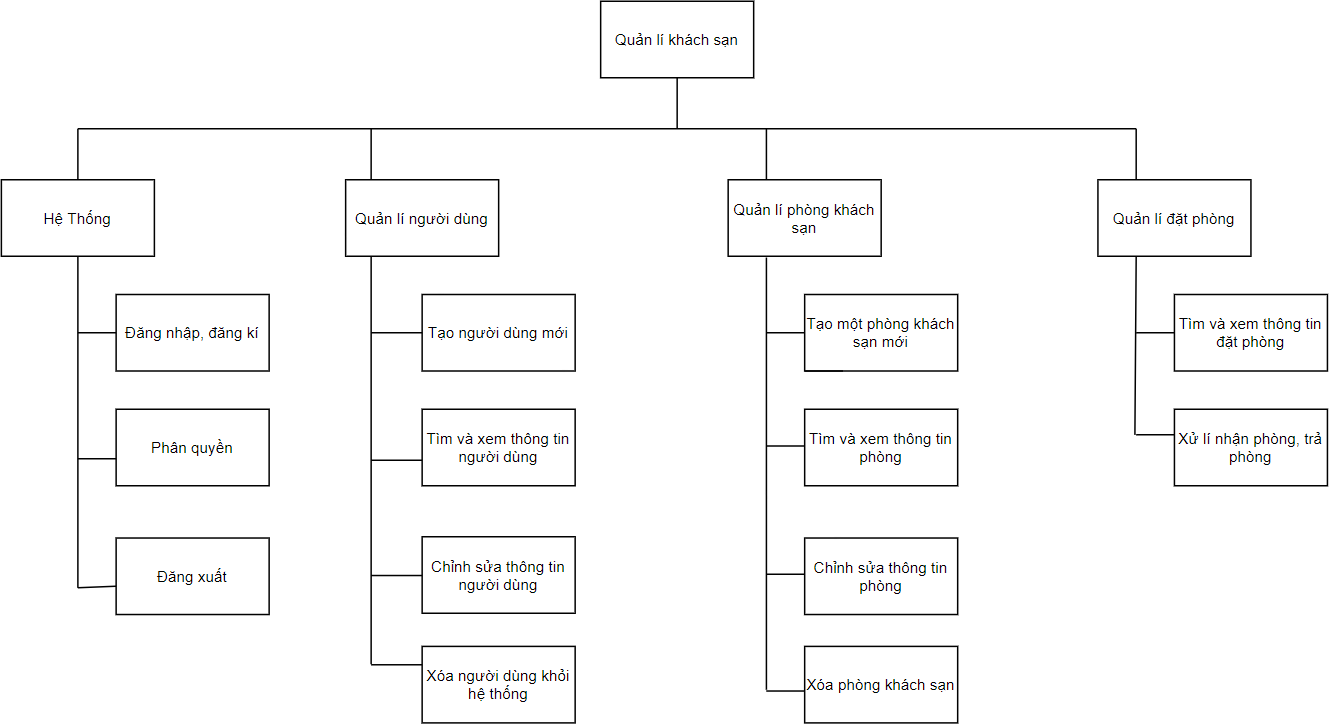 Quản lí khách sạn
Hệ Thống
Quản lí người dùng
Quản lí phòng khách
sạn
Quản lí đặt phòng
Đăng nhập, đăng kí
Tạo người dùng mới
Tạo một phòng khách
sạn mới
Tìm và xem thông tin
đặt phòng
Phân quyền
Tìm và xem thông tin
người dùng
Tìm và xem thông tin
phòng
Xử lí nhận phòng, trả
phòng
Đăng xuất
Chỉnh sửa thông tin
người dùng
Chỉnh sửa thông tin
phòng
Xóa người dùng khỏi
hệ thống
Xóa phòng khách sạn